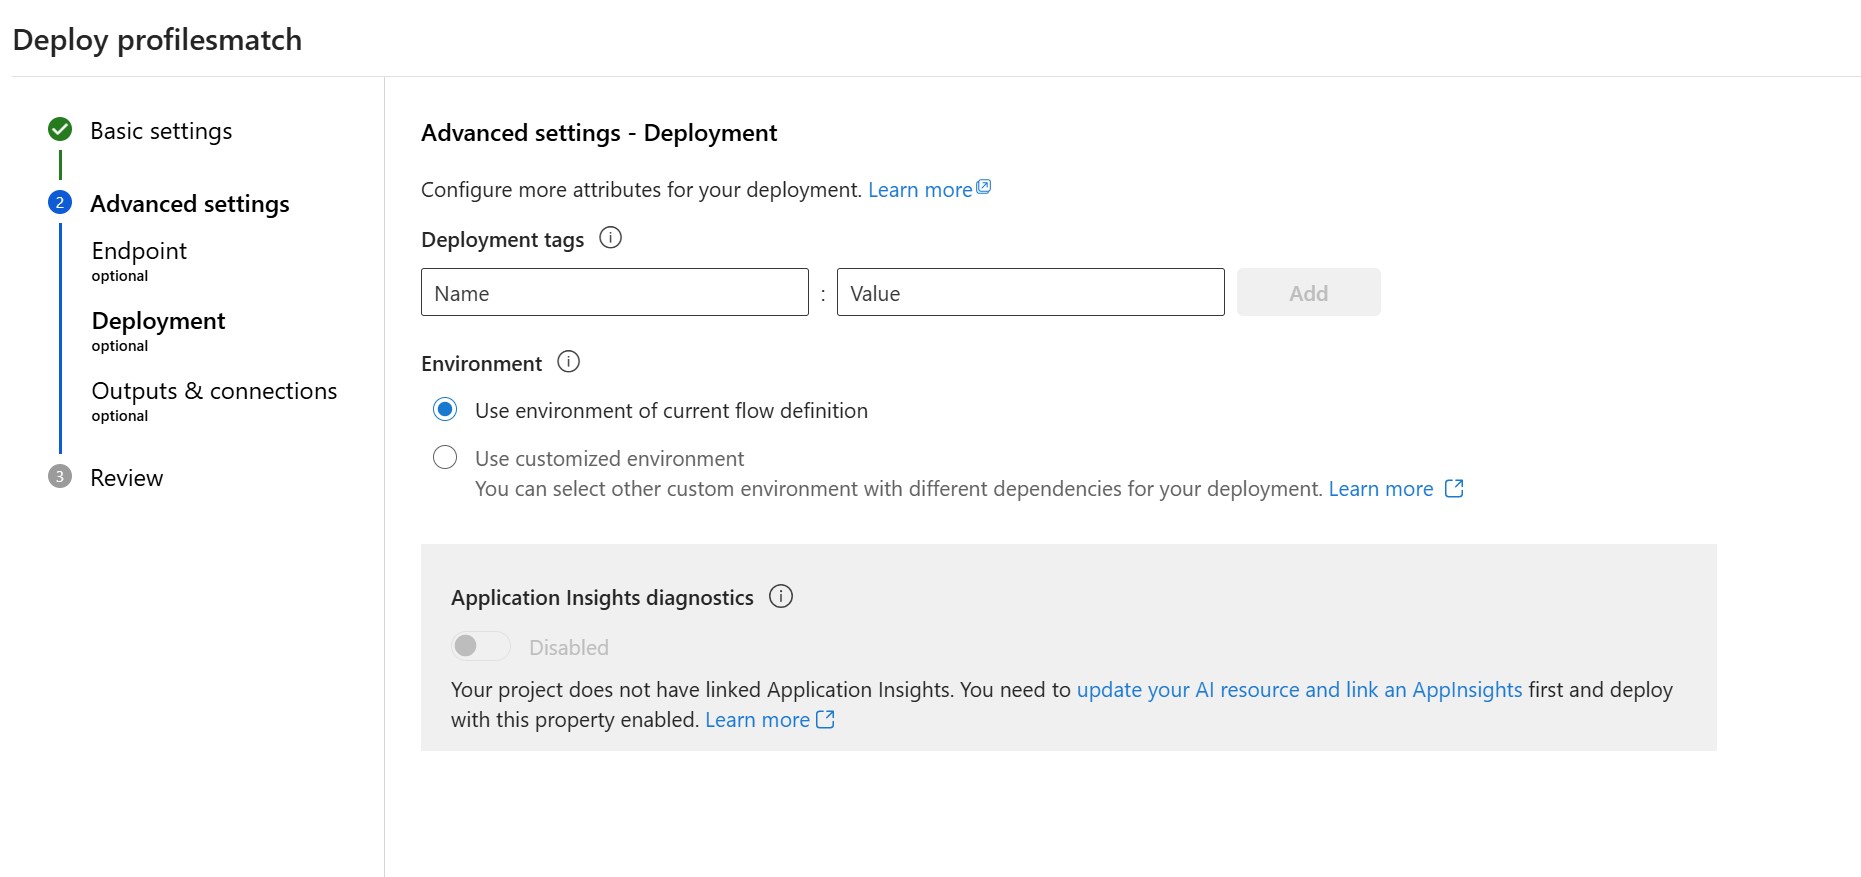 Deploy profilesmatch
Basic settings
2
Advanced settings
Endpoint
optional
Deployment
optional
Outputs & connections
optional
3
Review
Advanced settings - Deployment
Configure more attributes for your deployment. Learn more
Deployment tags
Name : Value Add
Environment
Use environment of current flow definition
Use customized environment
You can select other custom environment with different dependencies for your deployment. Learn more
Application Insights diagnostics
Disabled
Your project does not have linked Application Insights. You need to update your AI resource and link an AppInsights first and deploy
with this property enabled. Learn more